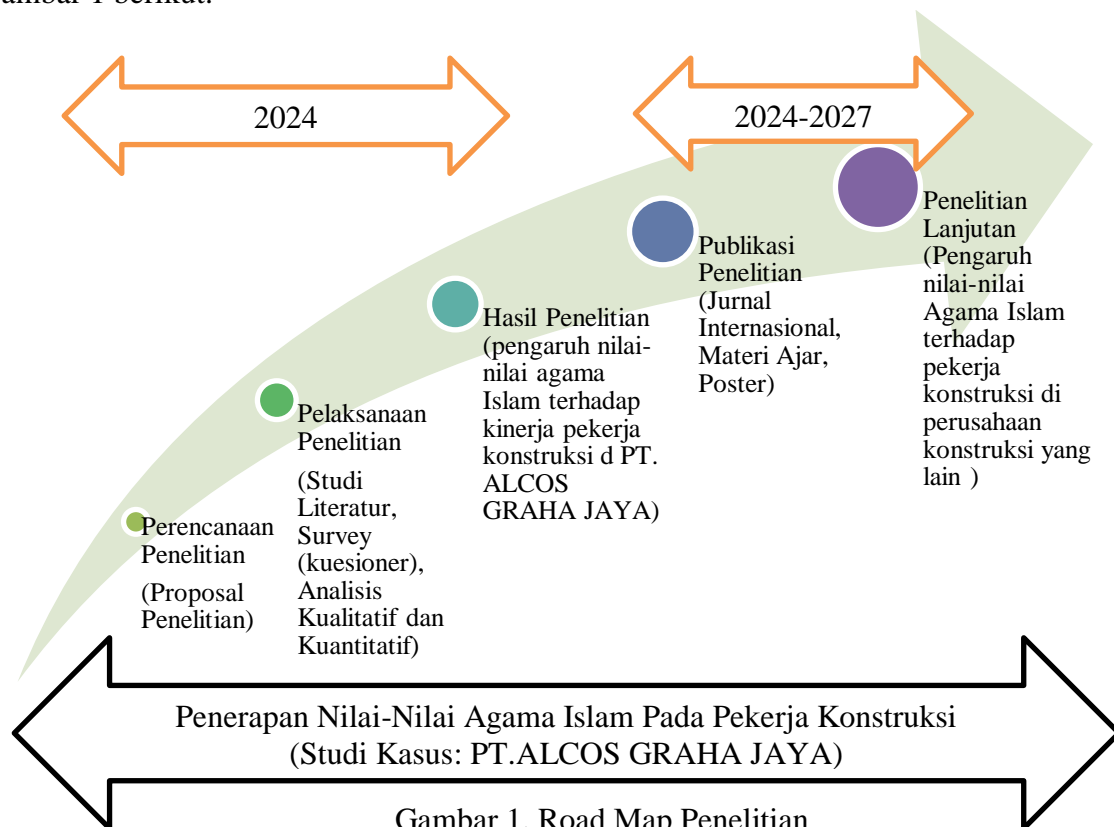 ambar 1 berikut.
2024
2024-2027
Perencanaan
Penelitian
(Proposal
Penelitian)
Pelaksanaan
Penelitian
(Studi
Literatur,
Survey
(kuesioner),
Analisis
Kualitatif dan
Kuantitatif)
Hasil Penelitian
(pengaruh nilai-
nilai agama
Islam terhadap
kinerja pekerja
konstruksi d PT.
ALCOS
GRAHA JAYA)
Publikasi
Penelitian
(Jurnal
Internasional,
Materi Ajar,
Poster)
Penelitian
Lanjutan
(Pengaruh
nilai-nilai
Agama Islam
terhadap
pekerja
konstruksi di
perusahaan
konstruksi yang
lain )
Penerapan Nilai-Nilai Agama Islam Pada Pekerja Konstruksi
(Studi Kasus: PT.ALCOS GRAHA JAYA)
Gambar 1. Road Map Penelitian